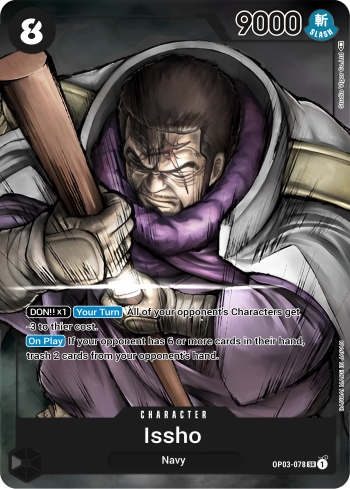 8
9000
斬
SLASH
DON!! ×1 Your Turn All of your opponent's Characters get
-3 to thier cost.
On Play If your opponent has 6 or more cards in their hand,
trash 2 cards from your opponent's hand.
CHARACTER
Issho
Navy
OP03-078 SR 1